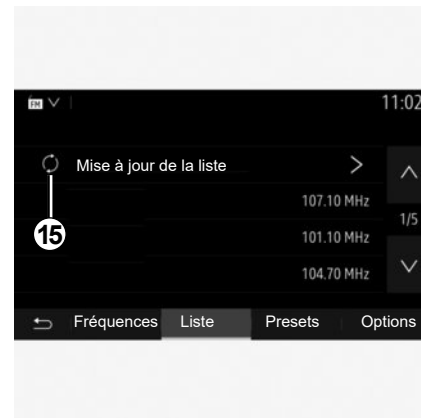 FM 11:02
Mise à jour de la liste
107.10 MHz
1/5
15
101.10 MHz
104.70 MHz
Fréquences Liste Presets Options